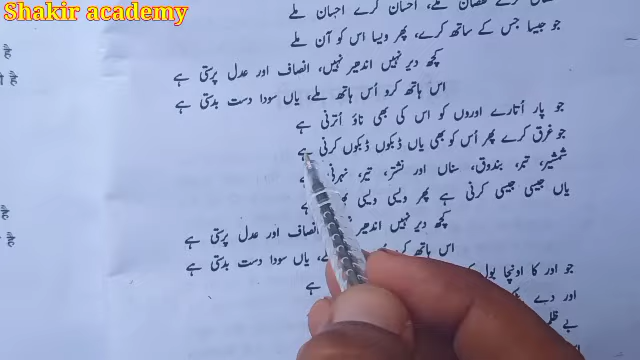 Shakir academy
نقصان ملے، احسان کرے احسان ملے
جو جیسا جس کے ساتھ کرے، پھر ویسا اس کو آن ملے
کچھ دیر نہیں اندھیر نہیں، انصاف اور عدل پرستی ہے
اس ہاتھ کرو اُس ہاتھ ملے، یاں سودا دست بدستی ہے
جو پار اُتارے اوروں کو اس کی بھی ناؤ اُترنی ہے
جو غرق کرے پھر اُس کو بھی یاں ڈبکوں ڈبکوں کرنی ہے
شمشیر، تبر، بندوق، سناں اور نشتر، تیر، نہرنی
یاں جیسی جیسی کرنی ہے پھر ویسی ویسی
کچھ دیر نہیں اندھیر انصاف اور عدل پرستی ہے
اس ہاتھ یاں سودا دست بدستی ہے
جو اور کا اونچا بول ہے
اور دے
بے
है
है
है
है